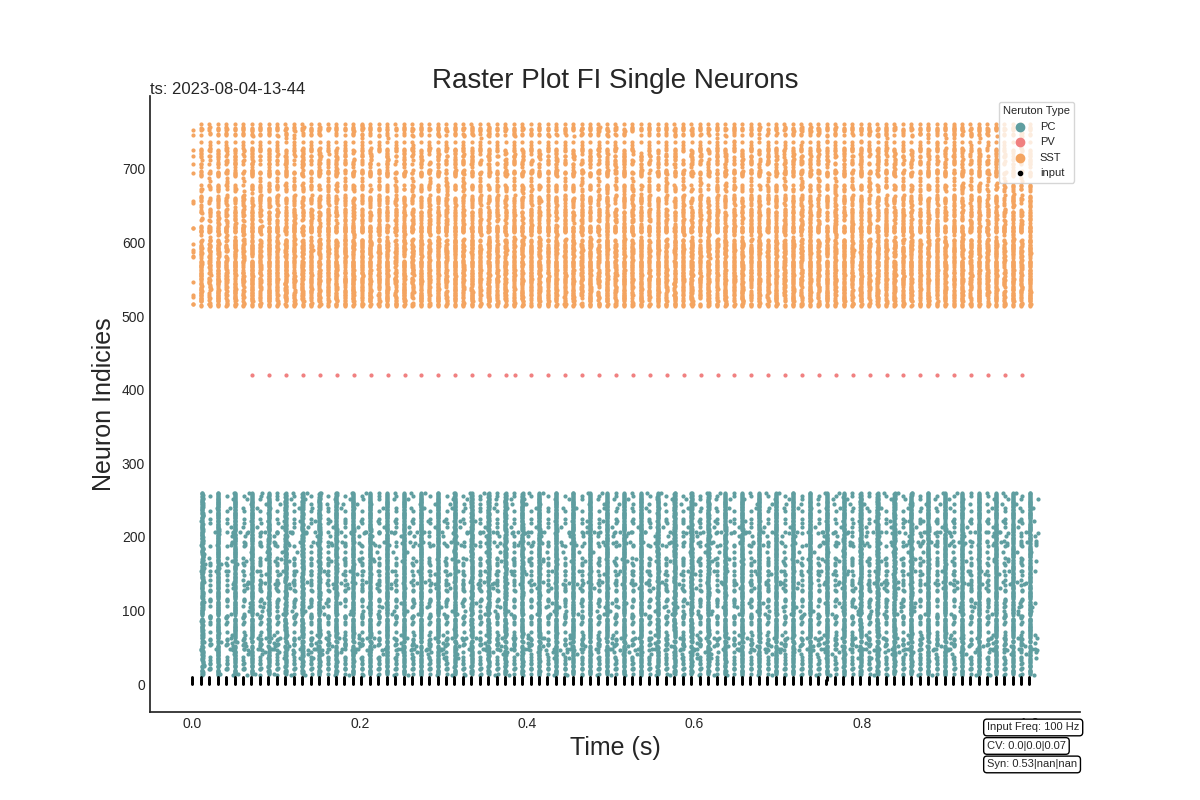 Raster Plot FI Single Neurons
ts: 2023-08-04-13-44
Neruton Type
PC
PV
SST
input
Neuron Indicies
700
600
500
400
300
200
100
0
0.0 0.2 0.4 0.6 0.8
Time (s)
Input Freq: 100 Hz
CV: 0.0|0.0|0.07
Syn: 0.53|nan|nan